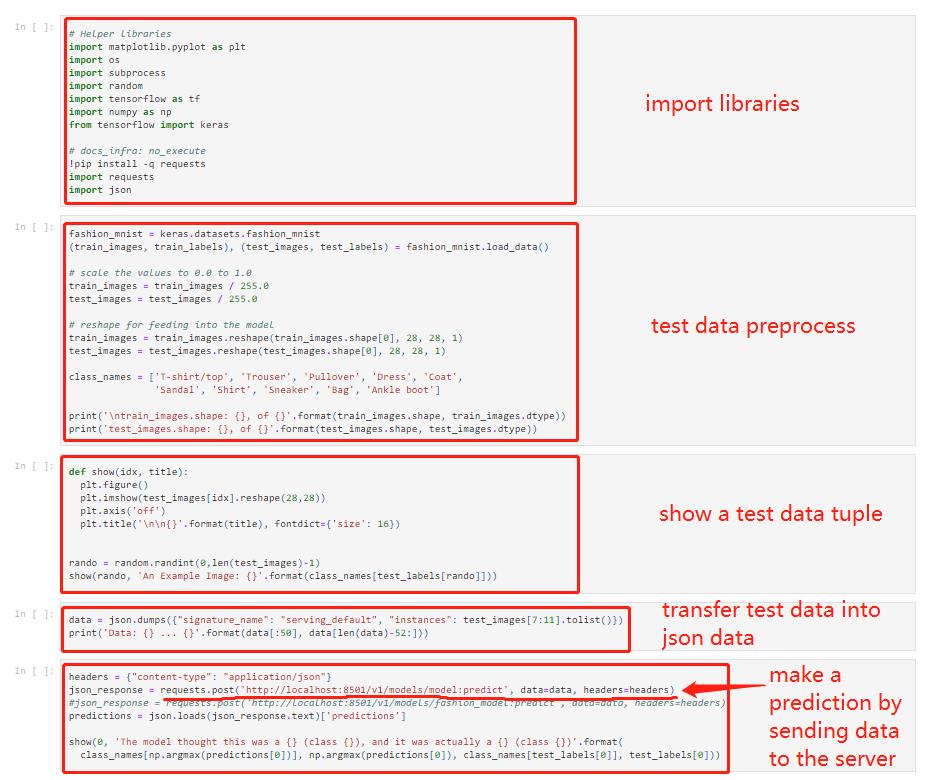 In [ ]:
# Helper libraries
import matplotlib.pyplot as plt
import os
import subprocess
import random
import tensorflow as tf
import numpy as np
from tensorflow import keras
# docs_infra: no_execute
!pip install -q requests
import requests
import json
import libraries
In [ ]:
fashion_mnist = keras.datasets.fashion_mnist
(train_images, train_labels), (test_images, test_labels) = fashion_mnist.load_data()
# scale the values to 0.0 to 1.0
train_images = train_images / 255.0
test_images = test_images / 255.0
# reshape for feeding into the model
train_images = train_images.reshape(train_images.shape[0], 28, 28, 1)
test_images = test_images.reshape(test_images.shape[0], 28, 28, 1)
class_names = ['T-shirt/top', 'Trouser', 'Pullover', 'Dress', 'Coat',
'Sandal', 'Shirt', 'Sneaker', 'Bag', 'Ankle boot']
print('\ntrain_images.shape: {}, of {}'.format(train_images.shape, train_images.dtype))
print('test_images.shape: {}, of {}'.format(test_images.shape, test_images.dtype))
test data preprocess
In [ ]:
def show(idx, title):
plt.figure()
plt.imshow(test_images[idx].reshape(28,28))
plt.axis('off')
plt.title('\n\n{}'.format(title), fontdict={'size': 16})
rando = random.randint(0,len(test_images)-1)
show(rando, 'An Example Image: {}'.format(class_names[test_labels[rando]]))
show a test data tuple
In [ ]:
data = json.dumps({"signature_name": "serving_default", "instances": test_images[7:11].tolist()})
print('Data: {} ... {}'.format(data[:50], data[len(data)-52:]))
transfer test data into
json data
In [ ]:
headers = {"content-type": "application/json"}
json_response = requests.post('http://localhost:8501/v1/models/model:predict', data=data, headers=headers)
#json_response = requests.post('http://localhost:8501/v1/models/fashion_model:predict', data=data, headers=headers)
predictions = json.loads(json_response.text)['predictions']
show(0, 'The model thought this was a {} (class {}), and it was actually a {} (class {})'.format(
class_names[np.argmax(predictions[0])], np.argmax(predictions[0]), class_names[test_labels[0]], test_labels[0]))
make a
prediction by
sending data
to the server